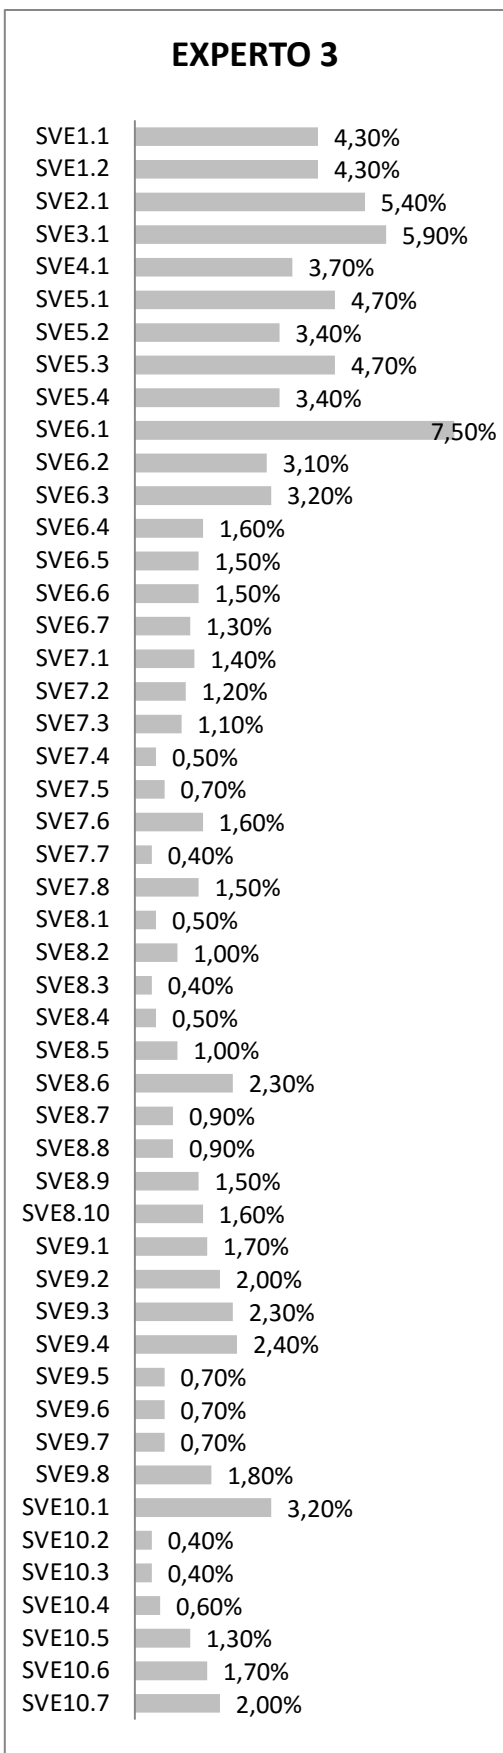 EXPERTO 3
SVE1.1 4,30%
SVE1.2 4,30%
SVE2.1 5,40%
SVE3.1 5,90%
SVE4.1 3,70%
SVE5.1 4,70%
SVE5.2 3,40%
SVE5.3 4,70%
SVE5.4 3,40%
SVE6.1 7,50%
SVE6.2 3,10%
SVE6.3 3,20%
SVE6.4 1,60%
SVE6.5 1,50%
SVE6.6 1,50%
SVE6.7 1,30%
SVE7.1 1,40%
SVE7.2 1,20%
SVE7.3 1,10%
SVE7.4 0,50%
SVE7.5 0,70%
SVE7.6 1,60%
SVE7.7 0,40%
SVE7.8 1,50%
SVE8.1 0,50%
SVE8.2 1,00%
SVE8.3 0,40%
SVE8.4 0,50%
SVE8.5 1,00%
SVE8.6 2,30%
SVE8.7 0,90%
SVE8.8 0,90%
SVE8.9 1,50%
SVE8.10 1,60%
SVE9.1 1,70%
SVE9.2 2,00%
SVE9.3 2,30%
SVE9.4 2,40%
SVE9.5 0,70%
SVE9.6 0,70%
SVE9.7 0,70%
SVE9.8 1,80%
SVE10.1 3,20%
SVE10.2 0,40%
SVE10.3 0,40%
SVE10.4 0,60%
SVE10.5 1,30%
SVE10.6 1,70%
SVE10.7 2,00%